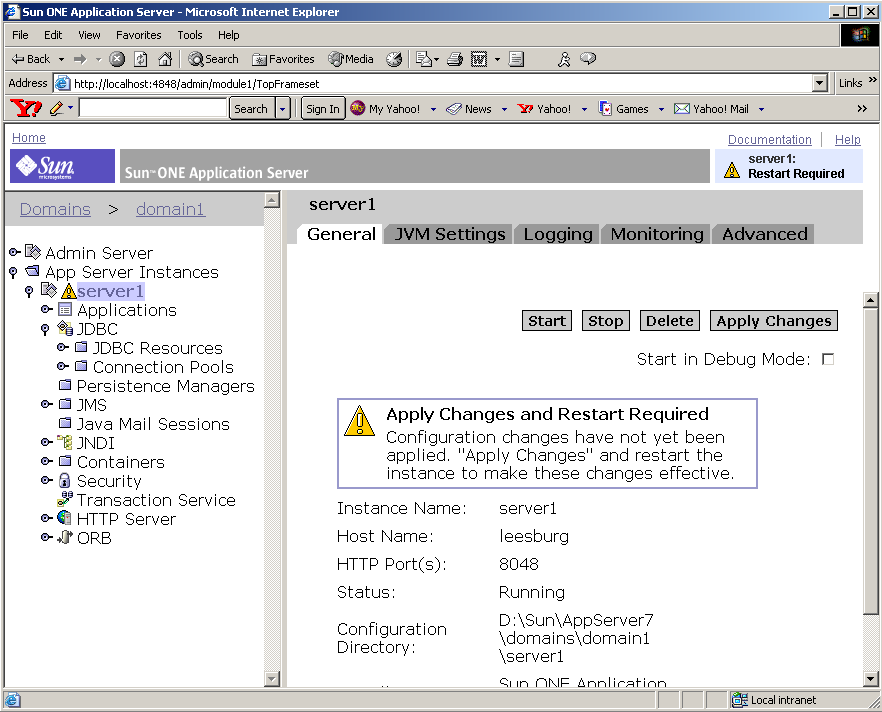 Sun ONE Application Server - Microsoft Internet Explorer
File Edit View Favorites Tools Help
Back Search Favorites Media
Address http://localhost:4848/admin/module1/TopFrameset Links »
Y! Search Sign In My Yahoo! News Y! Yahoo! Games Yahoo! Mail »
Home Documentation | Help
Sun microsystems Sun™ ONE Application Server
server1:
Restart Required
Domains > domain1
Admin Server
App Server Instances
server1
Applications
JDBC
JDBC Resources
Connection Pools
Persistence Managers
JMS
Java Mail Sessions
JNDI
Containers
Security
Transaction Service
HTTP Server
ORB
server1
General JVM Settings Logging Monitoring Advanced
Start Stop Delete Apply Changes
Start in Debug Mode:
Apply Changes and Restart Required
Configuration changes have not yet been
applied. "Apply Changes" and restart the
instance to make these changes effective.
Instance Name: server1
Host Name: leesburg
HTTP Port(s): 8048
Status: Running
Configuration Directory: D:\Sun\AppServer7
\domains\domain1
\server1
Sun ONE Application
Local intranet